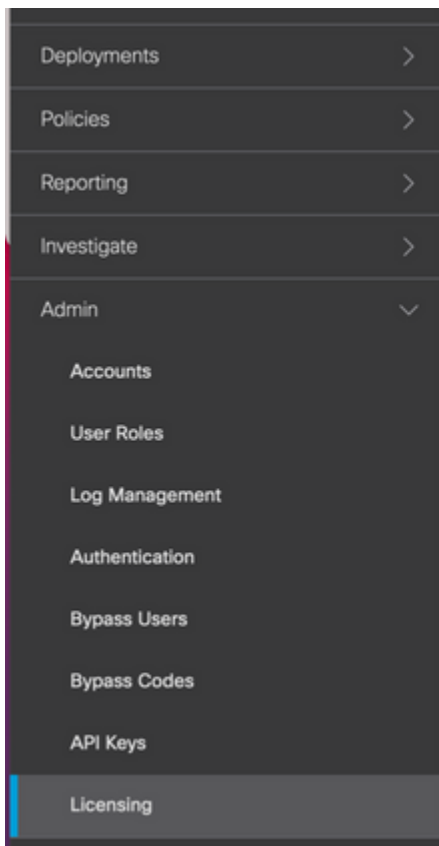 Deployments
Policies
Reporting
Investigate
Admin
Accounts
User Roles
Log Management
Authentication
Bypass Users
Bypass Codes
API Keys
Licensing